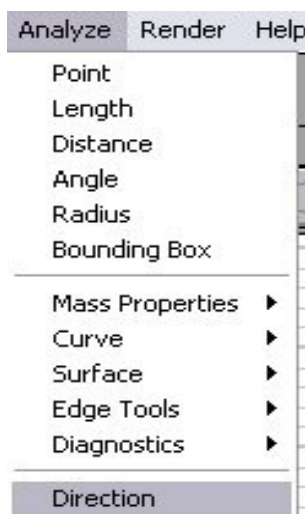 Analyze Render Help
Point
Length
Distance
Angle
Radius
Bounding Box
Mass Properties
Curve
Surface
Edge Tools
Diagnostics
Direction